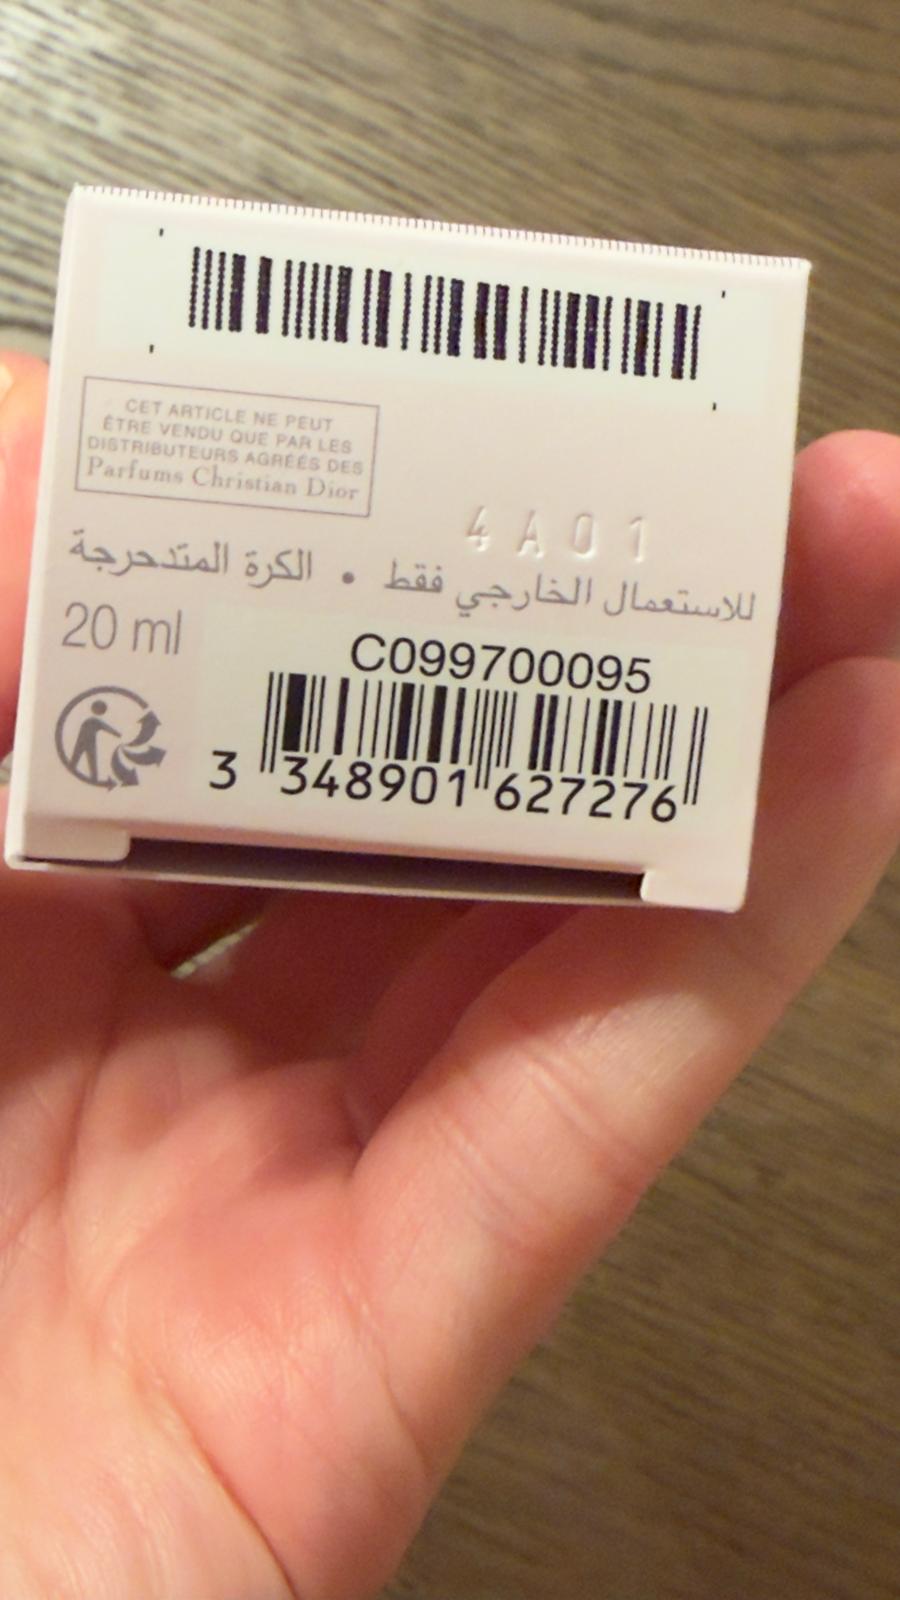 CET ARTICLE NE PEUT
ÊTRE VENDU QUE PAR LES
DISTRIBUTEURS AGRÉÉS DES
Parfums Christian Dior
4A01
للاستعمال الخارجي فقط • الكرة المتدحرجة
20 ml
C099700095
3 348901 627276